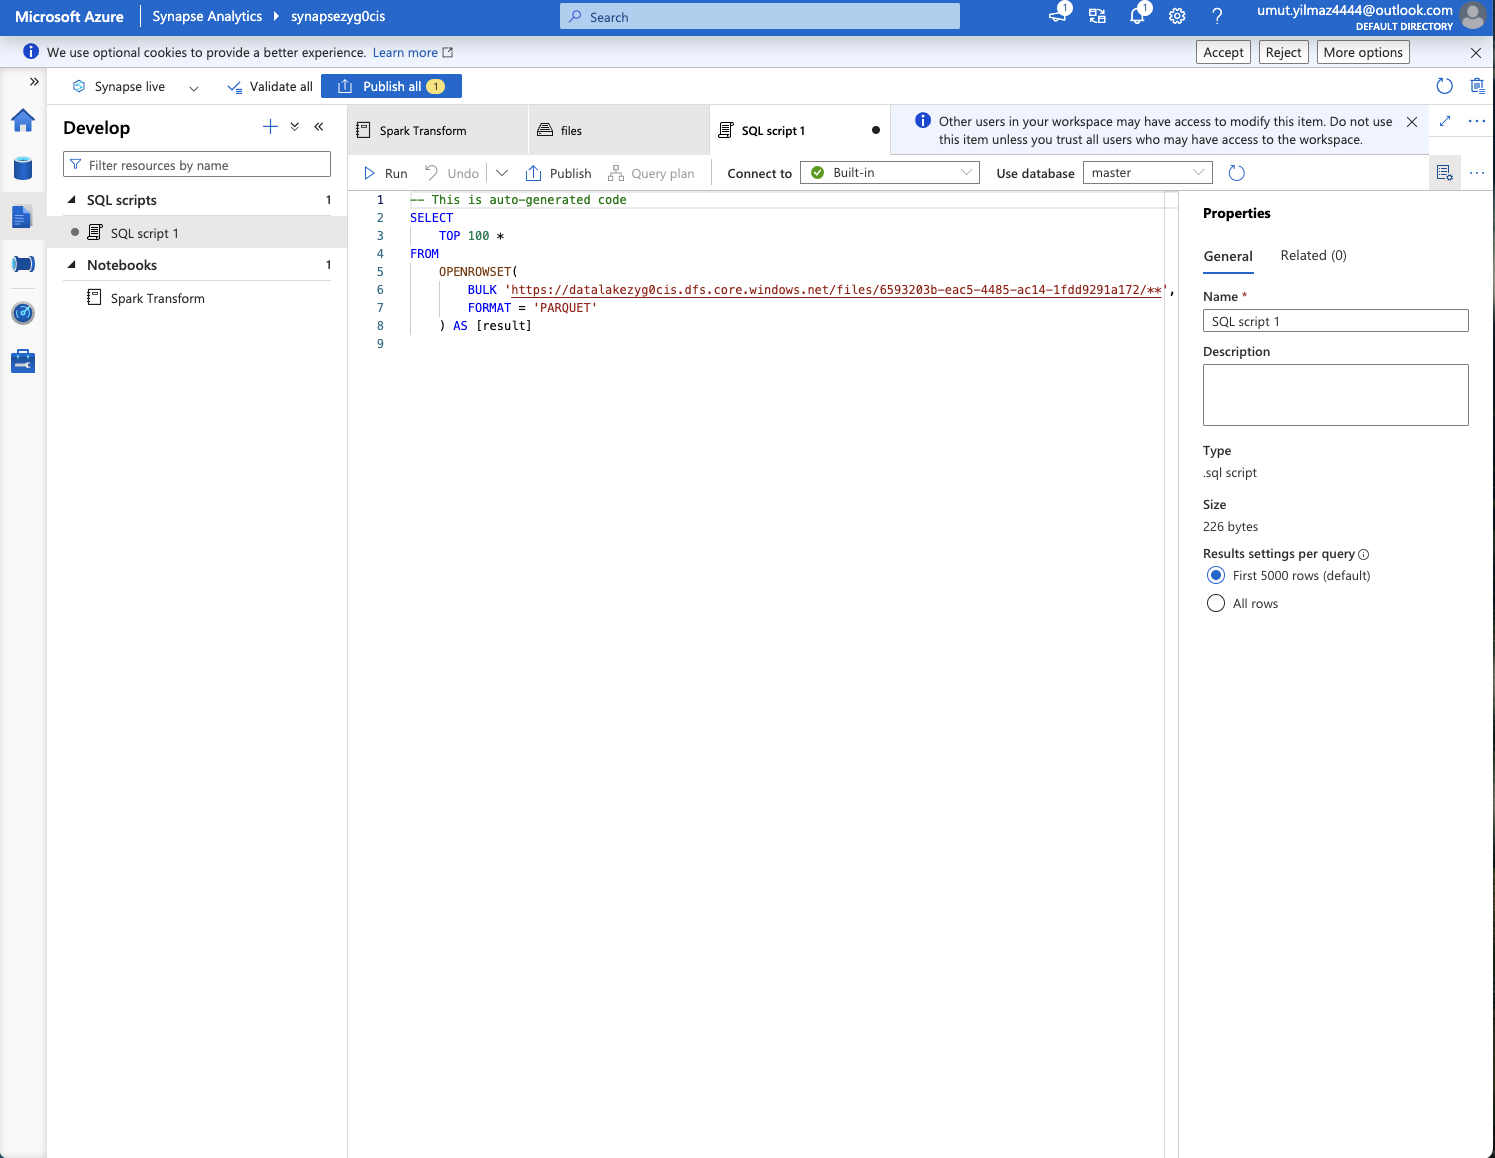 Microsoft Azure
Synapse Analytics
synapsezyg0cis
Search
1
1
umut.yilmaz4444@outlook.com
DEFAULT DIRECTORY
We use optional cookies to provide a better experience. Learn more
Accept
Reject
More options
Synapse live
Validate all
Publish all 1
Develop
Filter resources by name
SQL scripts 1
SQL script 1
Notebooks 1
Spark Transform
Spark Transform
files
SQL script 1
Other users in your workspace may have access to modify this item. Do not use
this item unless you trust all users who may have access to the workspace.
Run
Undo
Publish
Query plan
Connect to
Built-in
Use database
master
1 -- This is auto-generated code
2 SELECT
3 TOP 100 *
4 FROM
5 OPENROWSET(
6 BULK 'https://datalakezyg0cis.dfs.core.windows.net/files/6593203b-eac5-4485-ac14-1fdd9291a172/**',
7 FORMAT = 'PARQUET'
8 ) AS [result]
9
Properties
General
Related (0)
Name *
SQL script 1
Description
Type
.sql script
Size
226 bytes
Results settings per query
First 5000 rows (default)
All rows